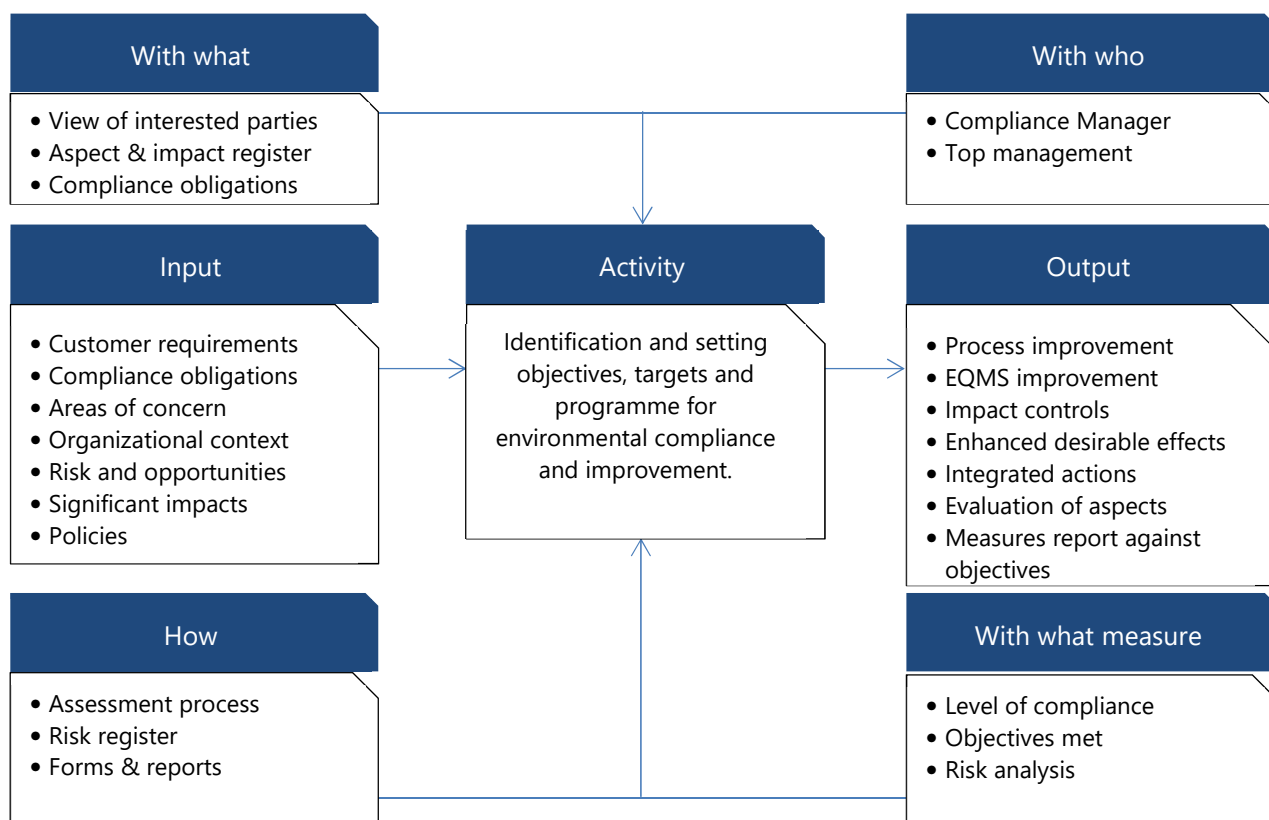 With what
• View of interested parties
• Aspect & impact register
• Compliance obligations
With who
• Compliance Manager
• Top management
Input
• Customer requirements
• Compliance obligations
• Areas of concern
• Organizational context
• Risk and opportunities
• Significant impacts
• Policies
Activity
Identification and setting
objectives, targets and
programme for
environmental compliance
and improvement.
Output
• Process improvement
• EQMS improvement
• Impact controls
• Enhanced desirable effects
• Integrated actions
• Evaluation of aspects
• Measures report against
objectives
How
• Assessment process
• Risk register
• Forms & reports
With what measure
• Level of compliance
• Objectives met
• Risk analysis